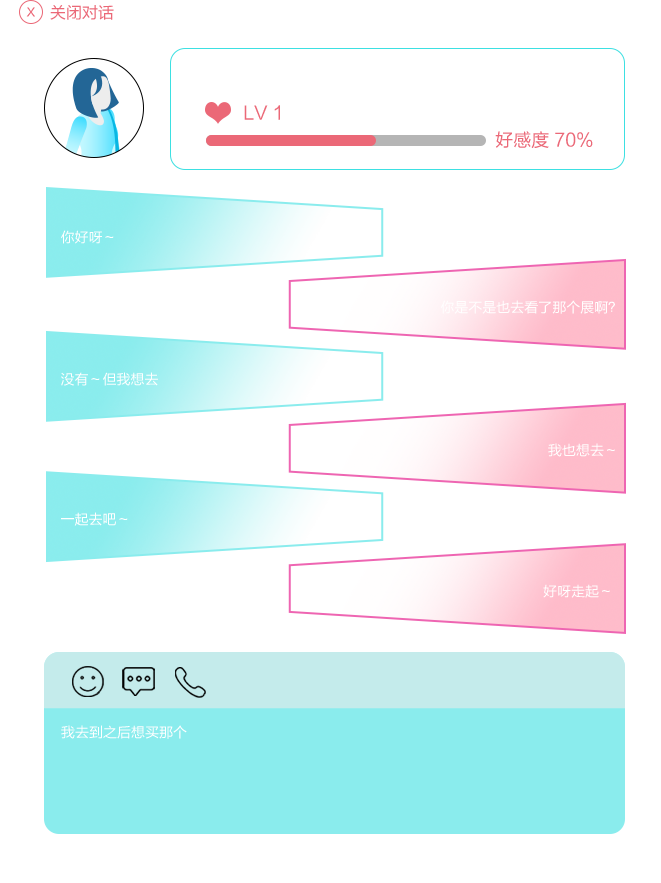 X 关闭对话
LV 1
好感度 70%
你好呀~
你是不是也去看了那个展啊?
没有~但我想去
我也想去~
一起去吧~
好呀走起~
我去到之后想买那个